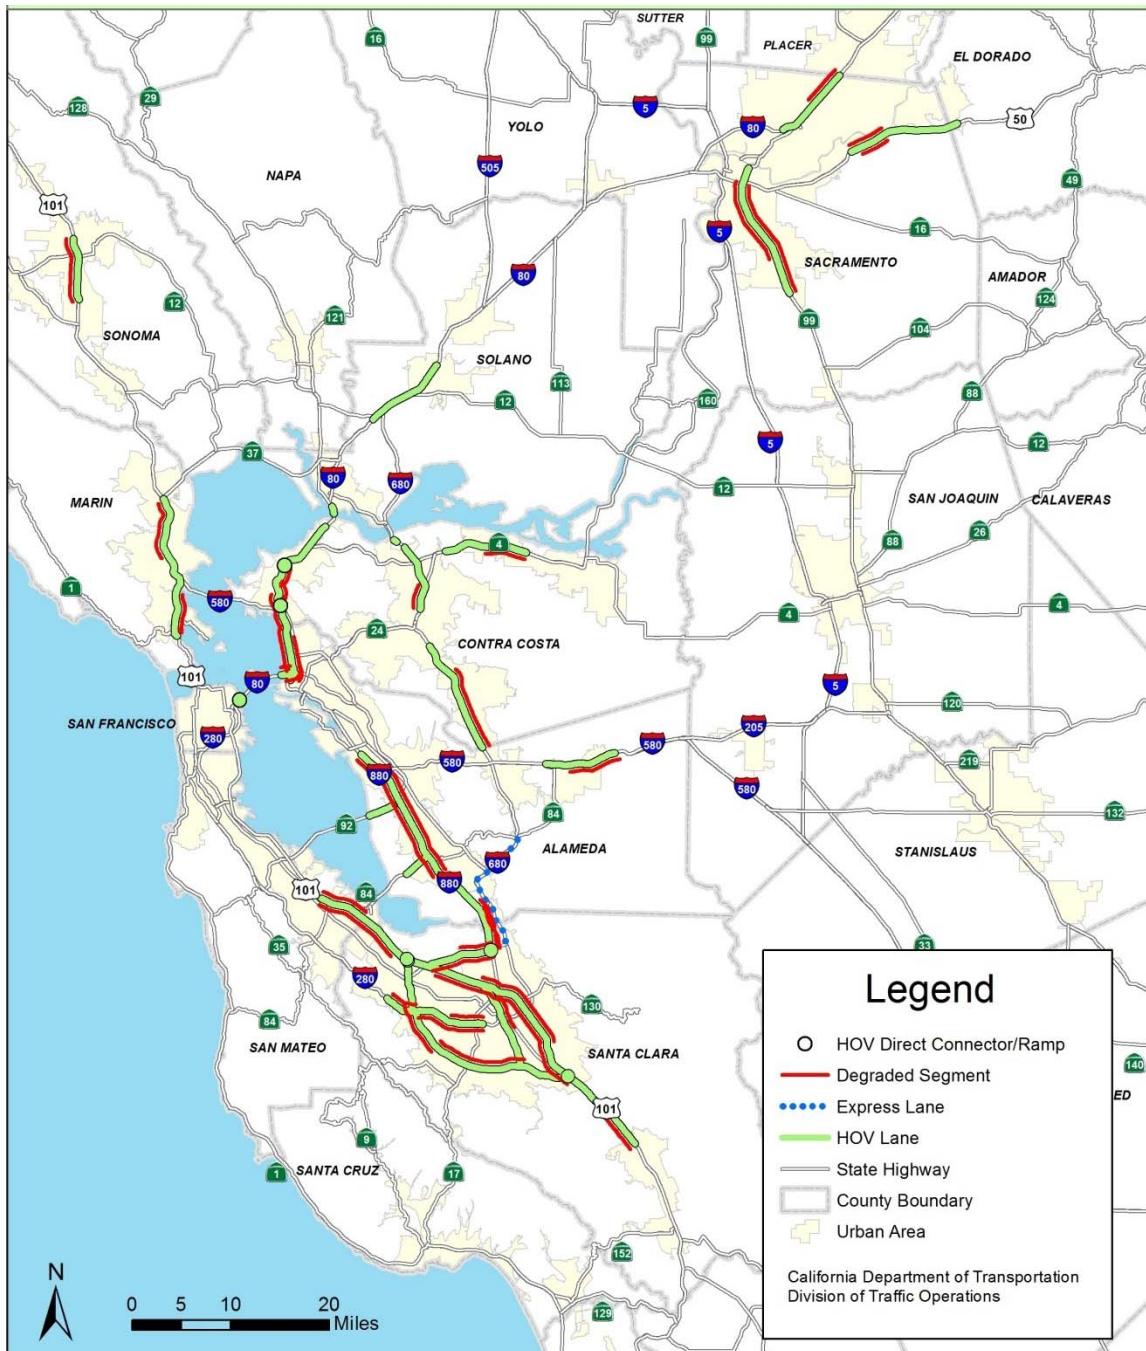 SUTTER
16
99
PLACER
EL DORADO
29
128
5
YOLO
80
50
505
NAPA
49
101
16
5
SACRAMENTO
80
AMADOR
12
121
124
SONOMA
99
104
SOLANO
113
12
160
88
5
12
37
80
680
12
MARIN
SAN JOAQUIN
CALAVERAS
26
88
4
1
580
4
4
24
CONTRA COSTA
101
80
5
SAN FRANCISCO
120
280
205
580
580
219
880
580
84
132
92
ALAMEDA
STANISLAUS
680
880
101
84
33
35
280
130
84
SAN MATEO
SANTA CLARA
140
ED
101
9
SANTA CRUZ
17
1
152
129
Legend
HOV Direct Connector/Ramp
Degraded Segment
Express Lane
HOV Lane
State Highway
County Boundary
Urban Area
California Department of Transportation
Division of Traffic Operations
N
0 5 10 20
Miles